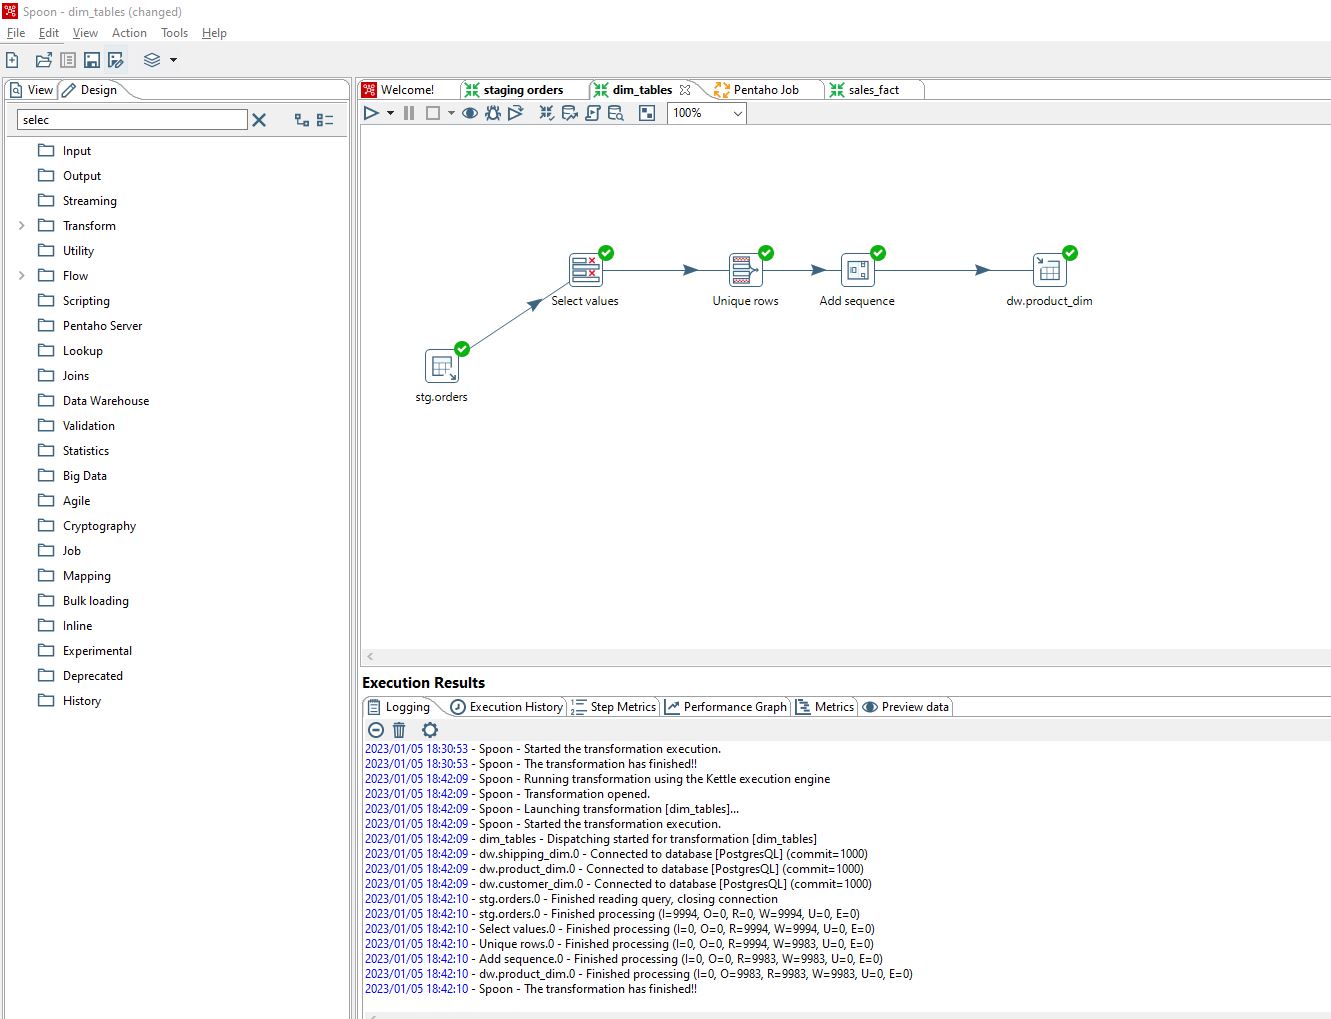 Spoon - dim_tables (changed)
File Edit View Action Tools Help
View Design
selec
Input
Output
Streaming
Transform
Utility
Flow
Scripting
Pentaho Server
Lookup
Joins
Data Warehouse
Validation
Statistics
Big Data
Agile
Cryptography
Job
Mapping
Bulk loading
Inline
Experimental
Deprecated
History
Welcome! staging orders dim_tables Pentaho Job sales_fact
100%
Select values Unique rows Add sequence dw.product_dim
stg.orders
Execution Results
Logging Execution History Step Metrics Performance Graph Metrics Preview data
2023/01/05 18:30:53 - Spoon - Started the transformation execution.
2023/01/05 18:30:53 - Spoon - The transformation has finished!!
2023/01/05 18:42:09 - Spoon - Running transformation using the Kettle execution engine
2023/01/05 18:42:09 - Spoon - Transformation opened.
2023/01/05 18:42:09 - Spoon - Launching transformation [dim_tables]...
2023/01/05 18:42:09 - Spoon - Started the transformation execution.
2023/01/05 18:42:09 - dim_tables - Dispatching started for transformation [dim_tables]
2023/01/05 18:42:09 - dw.shipping_dim.0 - Connected to database [PostgresQL] (commit=1000)
2023/01/05 18:42:09 - dw.product_dim.0 - Connected to database [PostgresQL] (commit=1000)
2023/01/05 18:42:09 - dw.customer_dim.0 - Connected to database [PostgresQL] (commit=1000)
2023/01/05 18:42:10 - stg.orders.0 - Finished reading query, closing connection
2023/01/05 18:42:10 - stg.orders.0 - Finished processing (I=9994, O=0, R=0, W=9994, U=0, E=0)
2023/01/05 18:42:10 - Select values.0 - Finished processing (I=0, O=0, R=9994, W=9994, U=0, E=0)
2023/01/05 18:42:10 - Unique rows.0 - Finished processing (I=0, O=0, R=9994, W=9983, U=0, E=0)
2023/01/05 18:42:10 - Add sequence.0 - Finished processing (I=0, O=0, R=9983, W=9983, U=0, E=0)
2023/01/05 18:42:10 - dw.product_dim.0 - Finished processing (I=0, O=9983, R=9983, W=9983, U=0, E=0)
2023/01/05 18:42:10 - Spoon - The transformation has finished!!